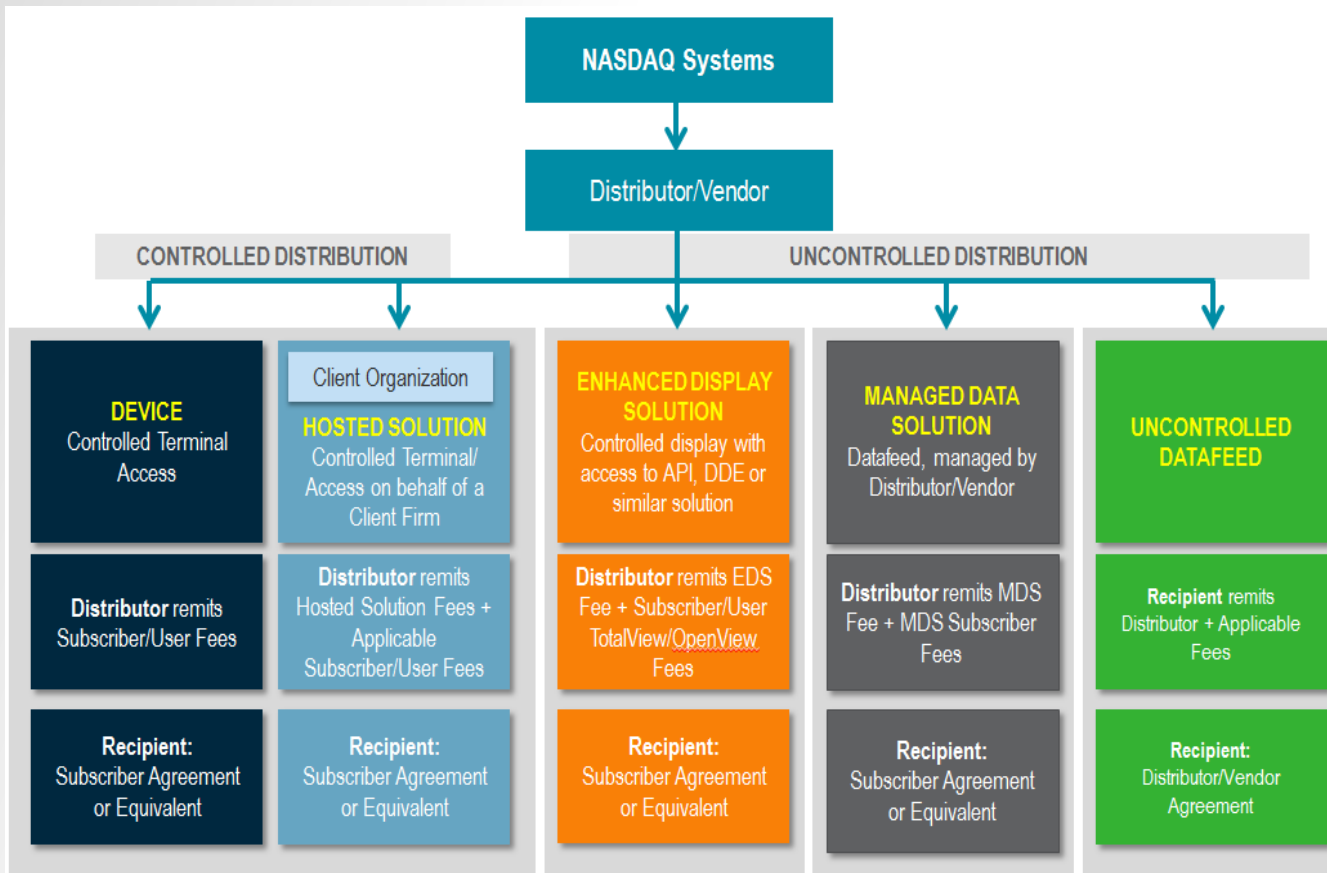 NASDAQ Systems
Distributor/Vendor
CONTROLLED DISTRIBUTION
UNCONTROLLED DISTRIBUTION
DEVICE
Controlled Terminal
Access
Client Organization
HOSTED SOLUTION
Controlled Terminal/
Access on behalf of a
Client Firm
ENHANCED DISPLAY
SOLUTION
Controlled display with
access to API, DDE or
similar solution
MANAGED DATA
SOLUTION
Datafeed, managed by
Distributor/Vendor
UNCONTROLLED
DATAFEED
Distributor remits
Subscriber/User Fees
Distributor remits
Hosted Solution Fees +
Applicable
Subscriber/User Fees
Distributor remits EDS
Fee + Subscriber/User
TotalView/OpenView
Fees
Distributor remits MDS
Fee + MDS Subscriber
Fees
Recipient remits
Distributor + Applicable
Fees
Recipient:
Subscriber Agreement
or Equivalent
Recipient:
Subscriber Agreement
or Equivalent
Recipient:
Subscriber Agreement
or Equivalent
Recipient:
Subscriber Agreement
or Equivalent
Recipient:
Distributor/Vendor
Agreement